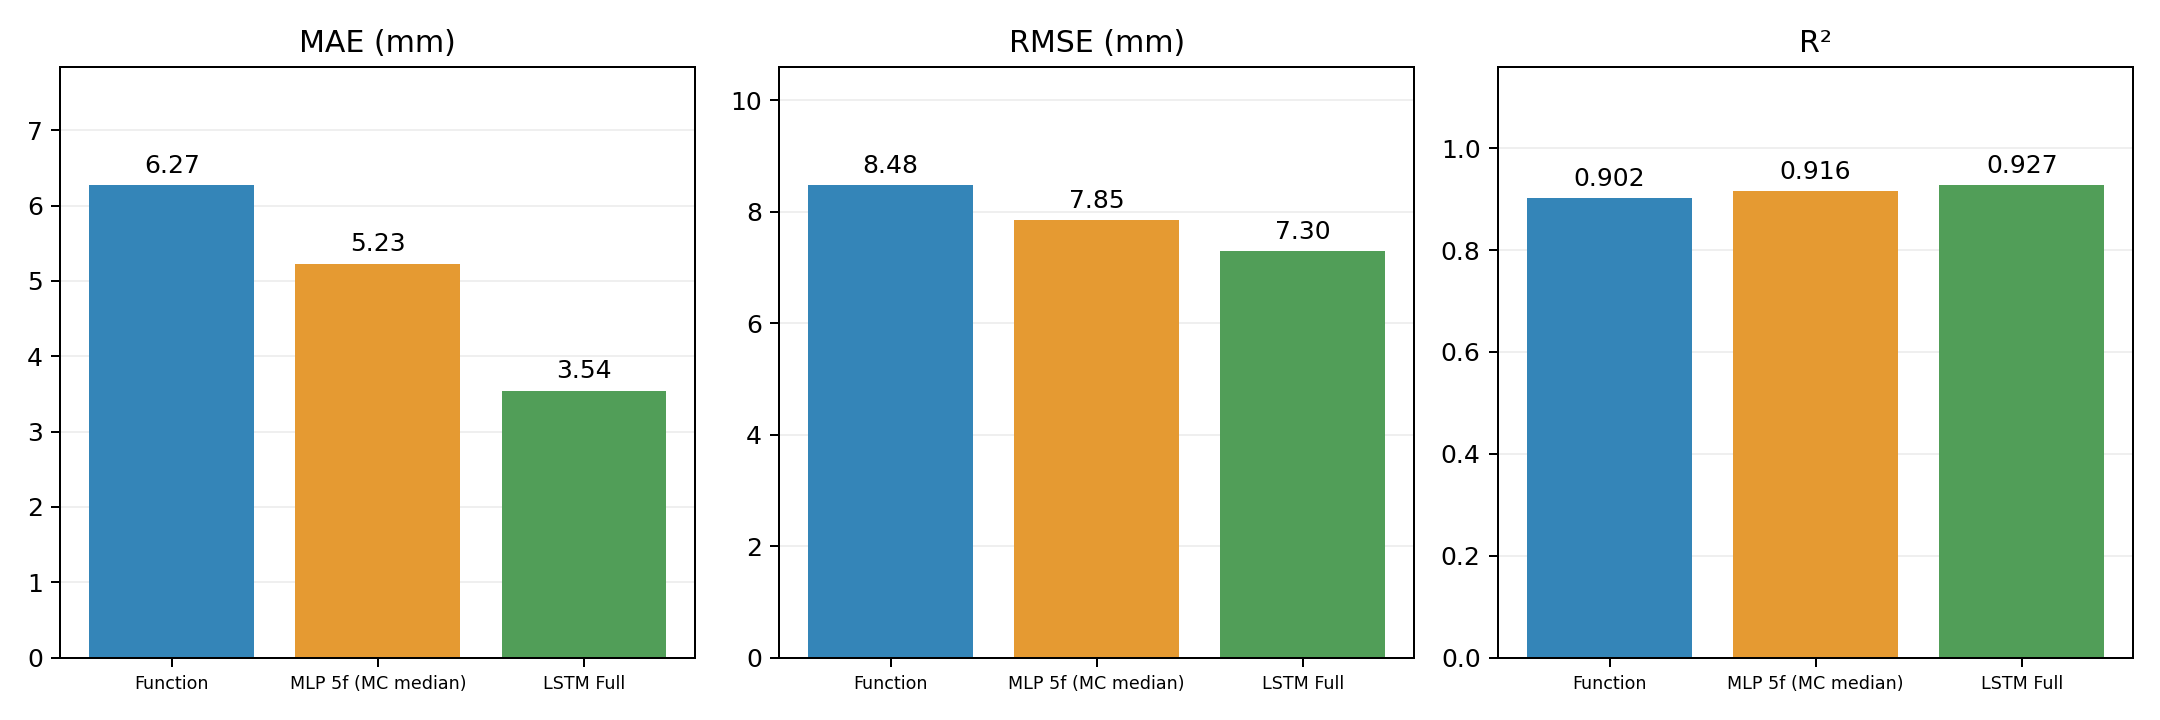 MAE (mm)
7
6
5
4
3
2
1
0
6.27
5.23
3.54
Function
MLP 5f (MC median)
LSTM Full
RMSE (mm)
10
8
6
4
2
0
8.48
7.85
7.30
Function
MLP 5f (MC median)
LSTM Full
R²
1.0
0.8
0.6
0.4
0.2
0.0
0.902
0.916
0.927
Function
MLP 5f (MC median)
LSTM Full